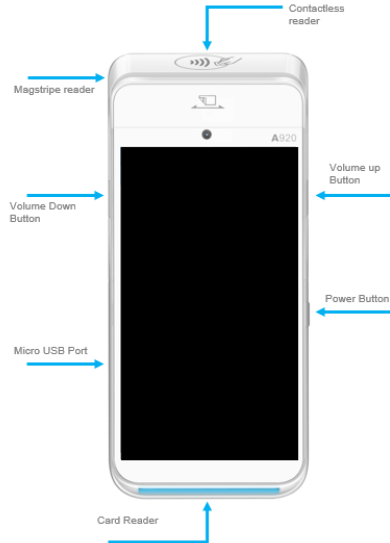 Contactless
reader
Magstripe reader
A920
Volume Down
Button
Volume up
Button
Power Button
Micro USB Port
Card Reader